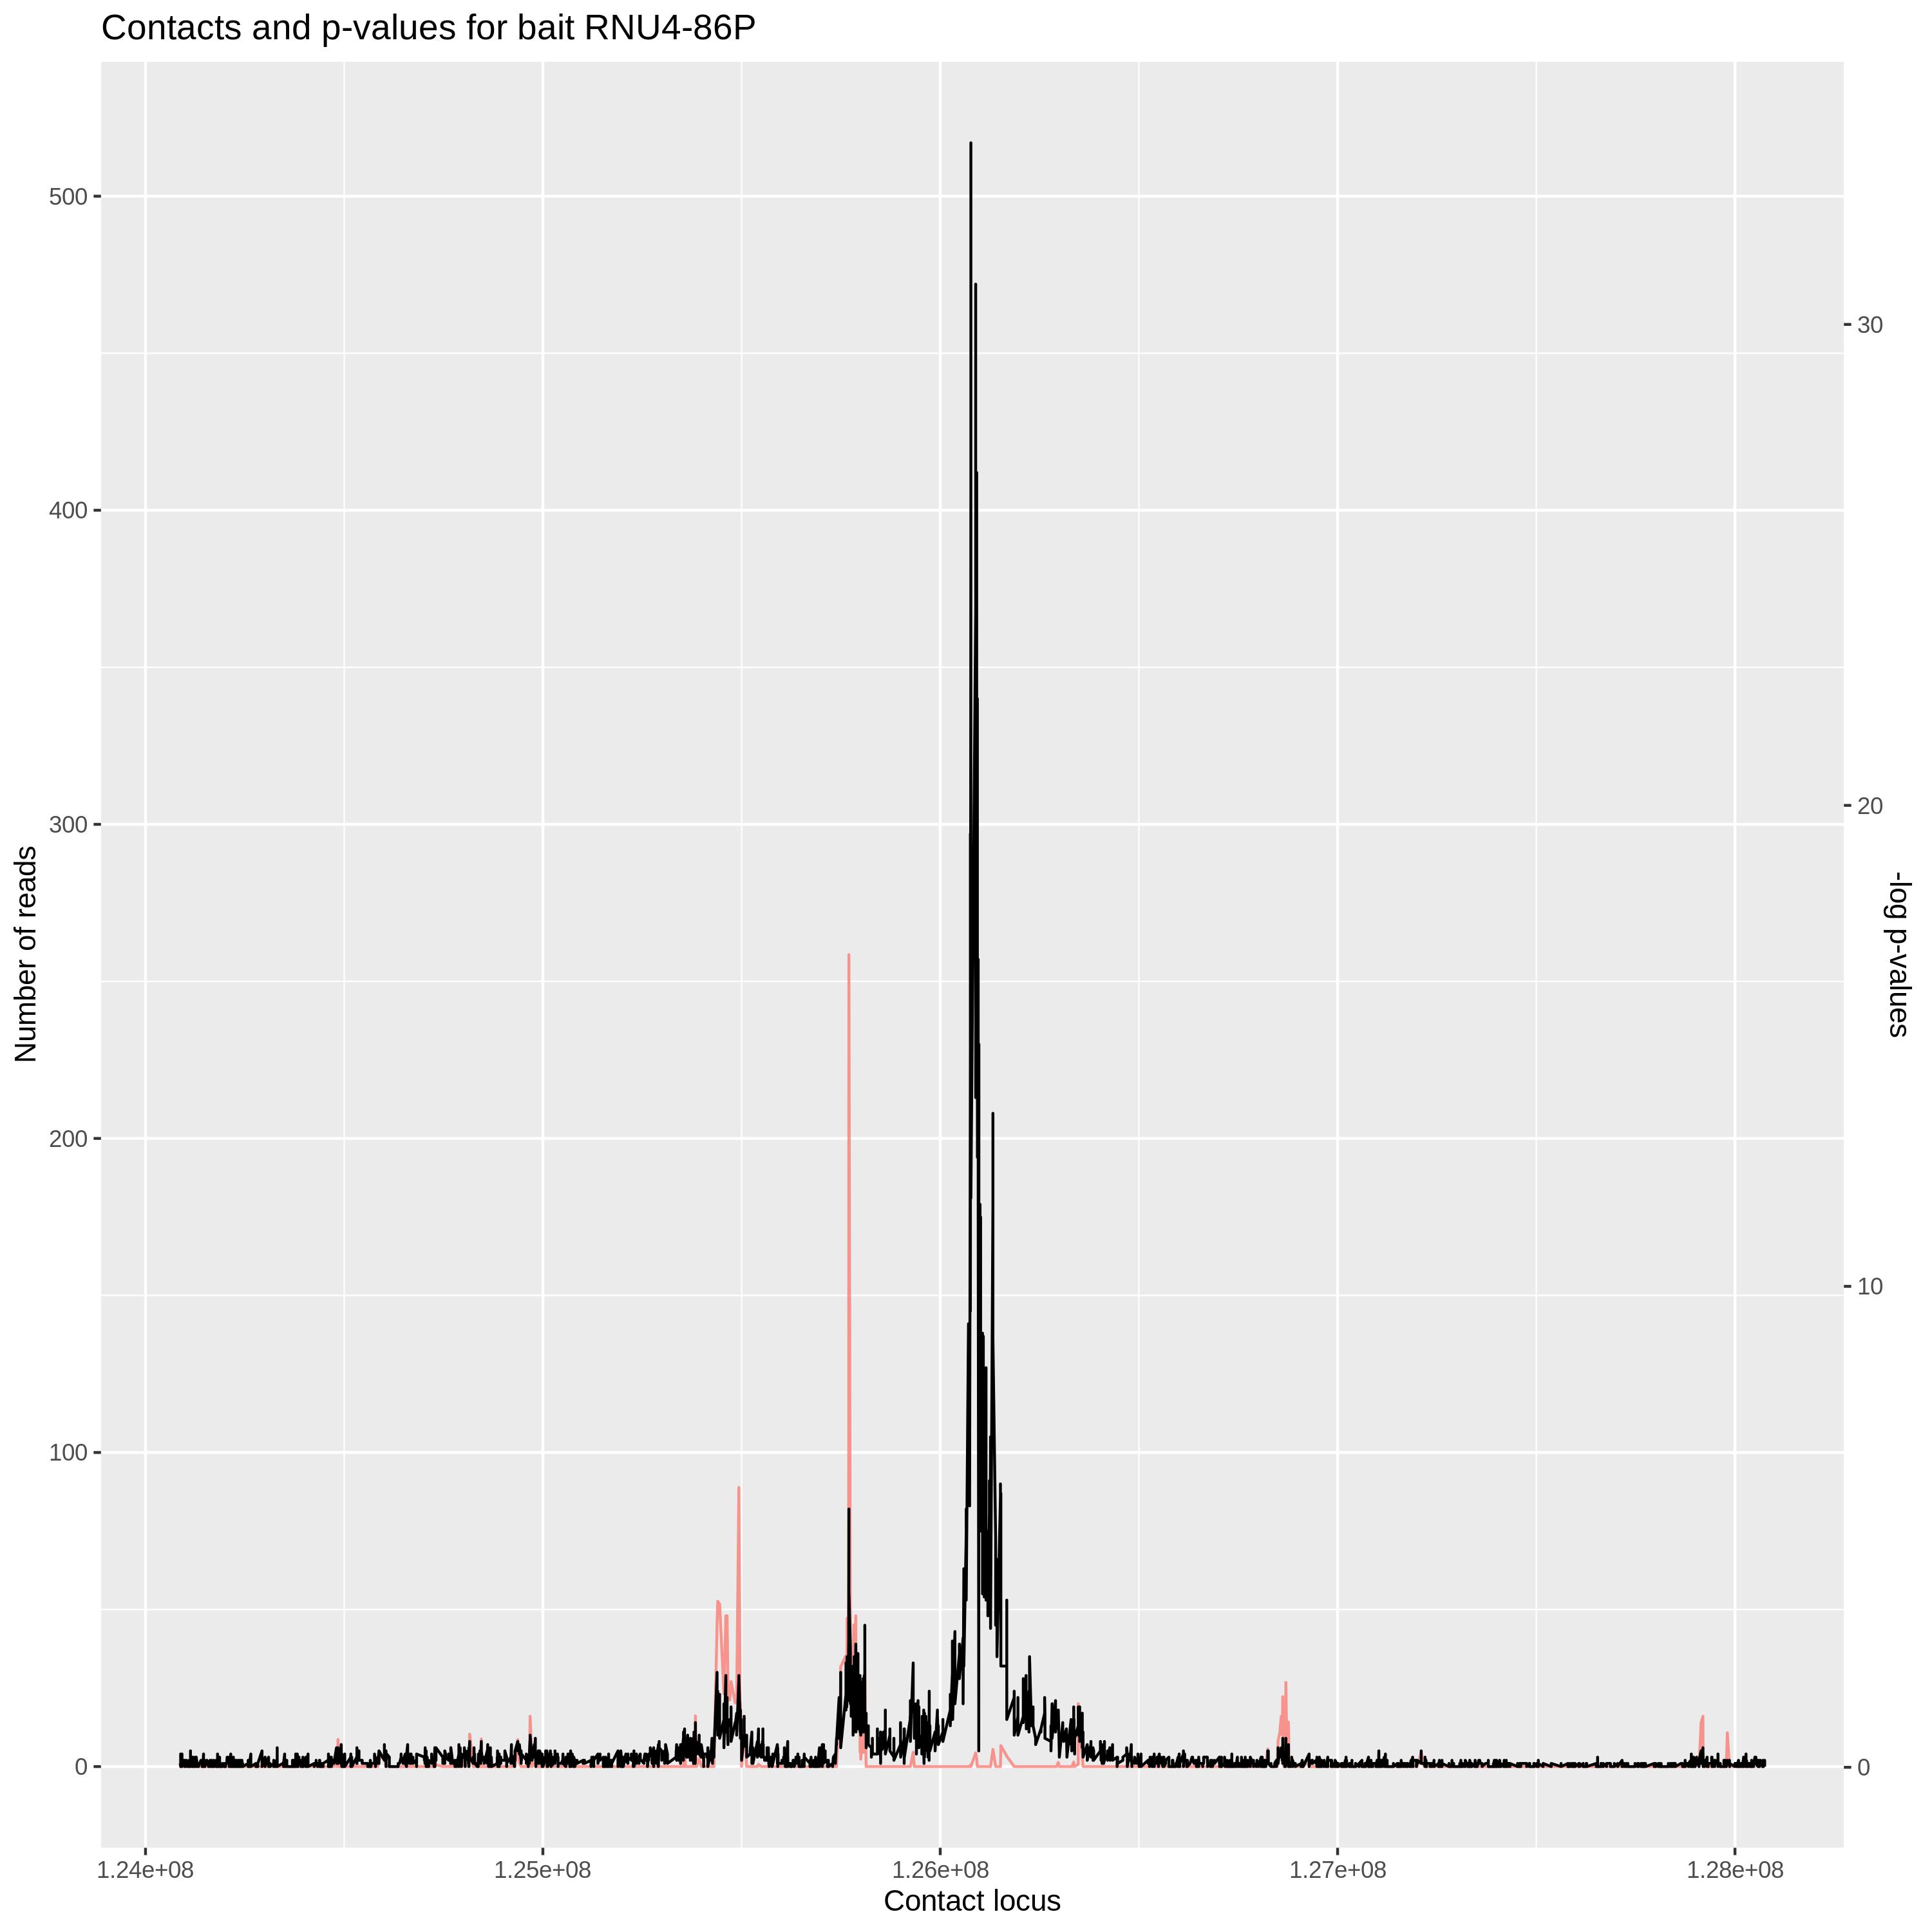 Contacts and p-values for bait RNU4-86P
500
400
300
200
100
0
Number of reads
30
20
10
0
-log p-values
1.24e+08
1.25e+08
1.26e+08
1.27e+08
1.28e+08
Contact locus